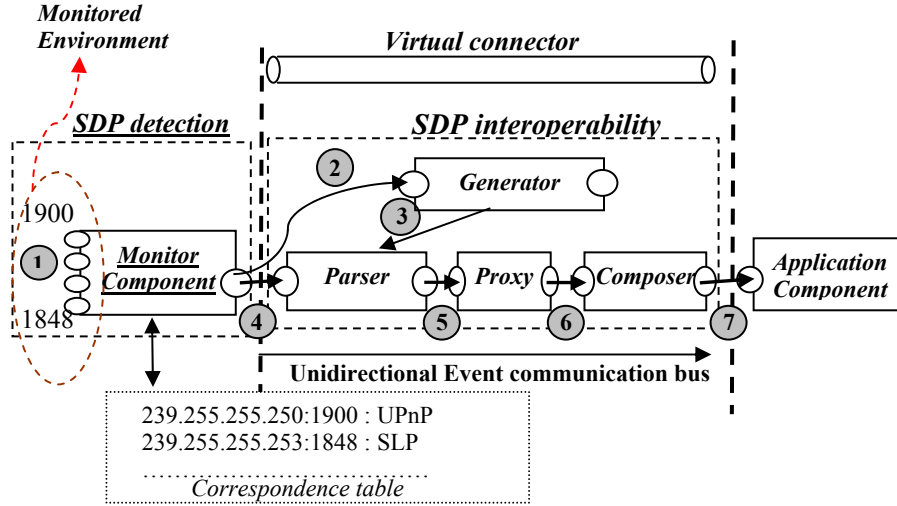 Monitored
Environment
Virtual connector
SDP detection
SDP interoperability
2
Generator
3
1900
1
Monitor
Component
1848
Parser
Proxy
Composer
Application
Component
4
5
6
7
Unidirectional Event communication bus
239.255.255.250:1900 : UPnP
239.255.255.253:1848 : SLP
………………………………
Correspondence table